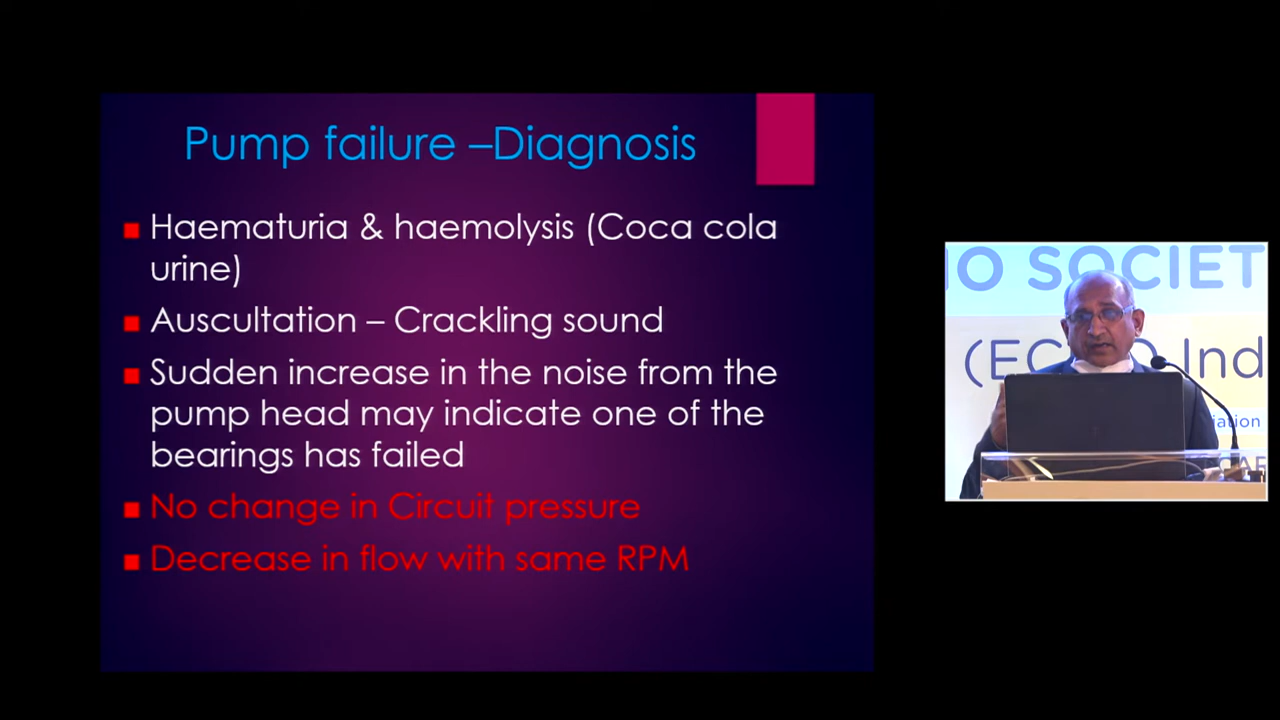 Pump failure –Diagnosis
Haematuria & haemolysis (Coca cola
urine)
Auscultation – Crackling sound
Sudden increase in the noise from the
pump head may indicate one of the
bearings has failed
No change in Circuit pressure
Decrease in flow with same RPM
O SOCIET
(EC Ind
iation